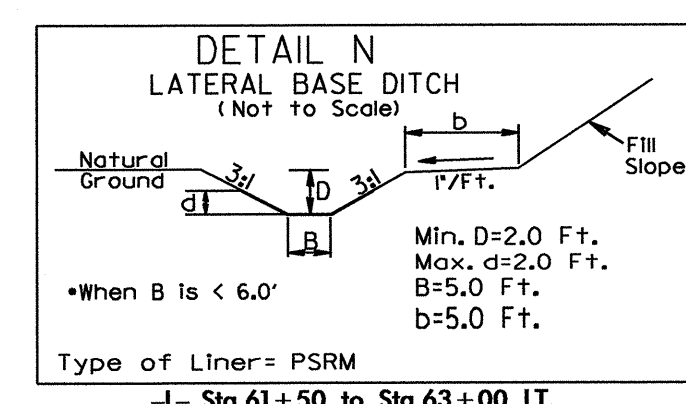 DETAIL N
LATERAL BASE DITCH
(Not to Scale)
b
Natural
Ground
3:1
D
3:1
1"/Ft.
Fill
Slope
d
B
Min. D=2.0 Ft.
Max. d=2.0 Ft.
•When B is < 6.0'
B=5.0 Ft.
b=5.0 Ft.
Type of Liner= PSRM
Sta.61+50 to Sta.63+00 LT.